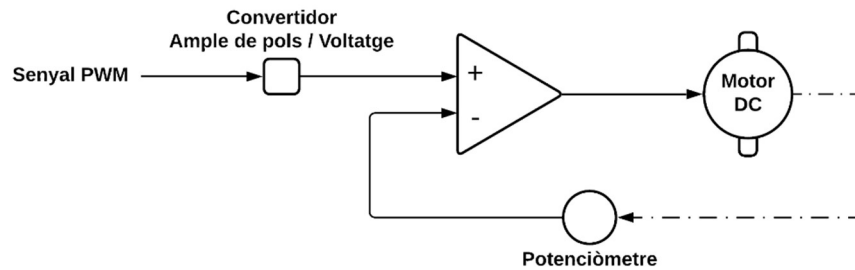 Convertidor
Ample de pols / Voltatge
Senyal PWM
+
-
Motor
DC
Potenciòmetre